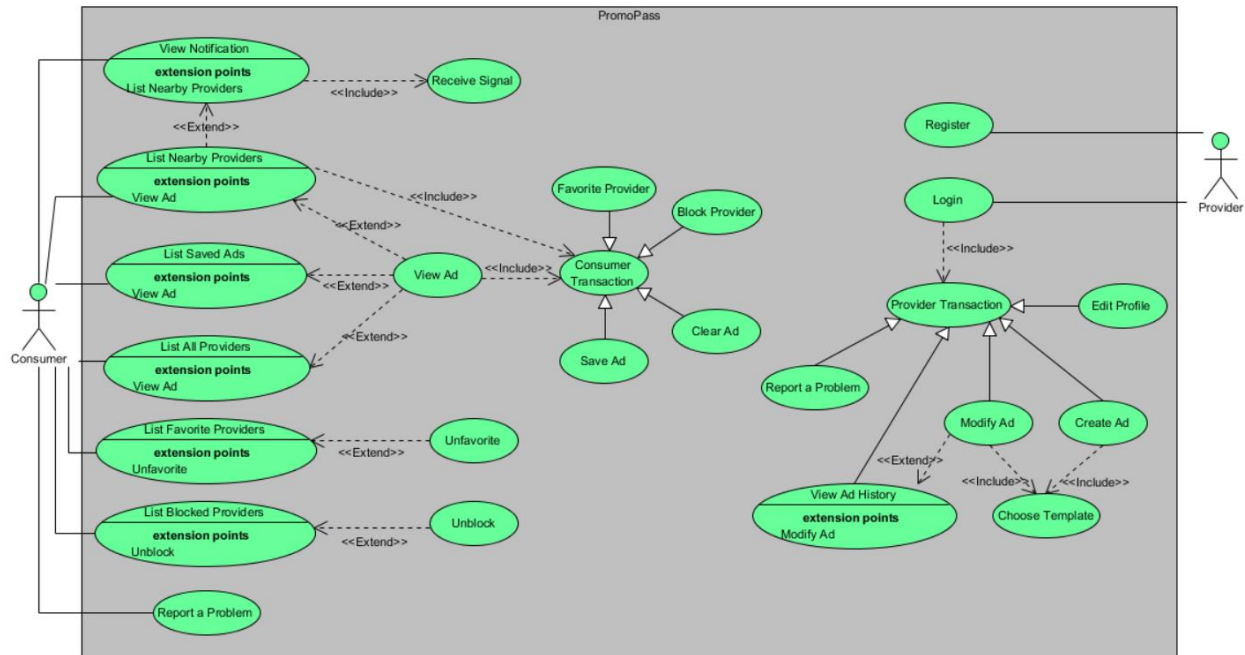 PromoPass
View Notification
extension points
List Nearby Providers
<<Include>>
Receive Signal
<<Extend>>
List Nearby Providers
extension points
View Ad
<<Include>>
<<Extend>>
List Saved Ads
extension points
View Ad
<<Extend>>
View Ad
<<Include>>
<<Extend>>
List All Providers
extension points
View Ad
Favorite Provider
Block Provider
Consumer
Transaction
Clear Ad
Save Ad
List Favorite Providers
extension points
Unfavorite
<<Extend>>
Unfavorite
List Blocked Providers
extension points
Unblock
<<Extend>>
Unblock
Report a Problem
Consumer
Register
Login
Provider
<<Include>>
Provider Transaction
Edit Profile
Report a Problem
Modify Ad
Create Ad
<<Extend>>
<<Include>>
<<Include>>
View Ad History
extension points
Modify Ad
Choose Template